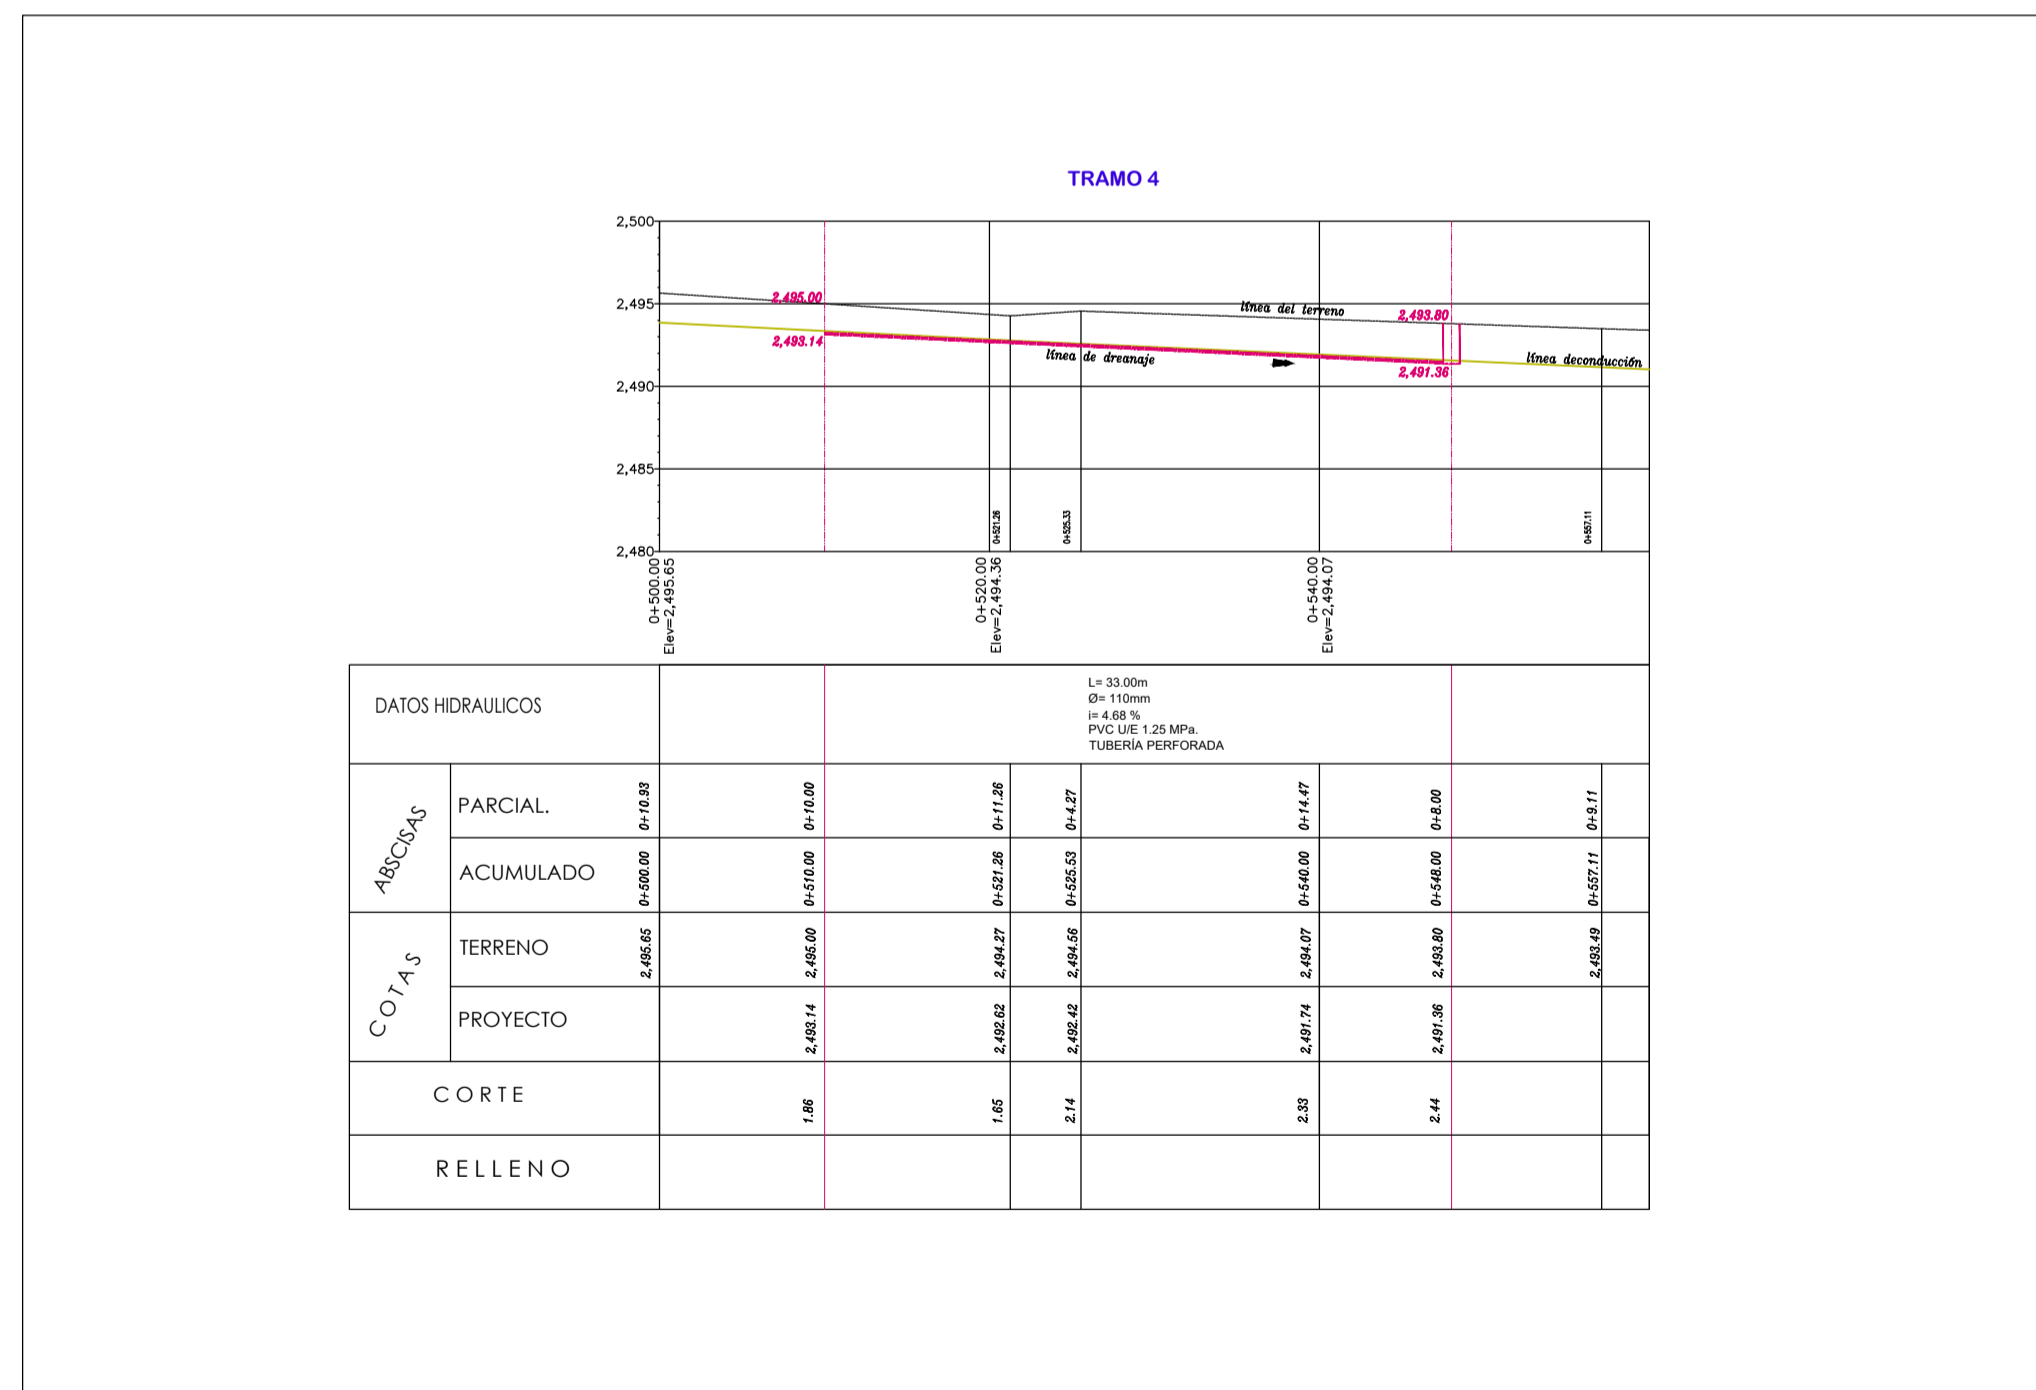 TRAMO 4
2,500
2,495
2,490
2,485
2,480
2,495.00
2,493.14
línea del terreno
línea de dreanaje
2,493.80
2,491.36
línea deconducción
0+521.26
0+525.33
0+557.11
0+500.00
Elev=2,495.65
0+520.00
Elev=2,494.36
0+540.00
Elev=2,494.07
DATOS HIDRAULICOS
L= 33.00m
Ø= 110mm
i= 4.68 %
PVC U/E 1.25 MPa.
TUBERÍA PERFORADA
ABSCISAS
PARCIAL.
0+10.93
0+10.00
0+11.26
0+4.27
0+14.47
0+8.00
0+9.11
ACUMULADO
0+500.00
0+510.00
0+521.26
0+525.53
0+540.00
0+548.00
0+557.11
COTAS
TERRENO
2,495.65
2,495.00
2,494.27
2,494.56
2,494.07
2,493.80
2,493.49
PROYECTO
2,493.14
2,492.62
2,492.42
2,491.74
2,491.36
CORTE
1.86
1.65
2.14
2.33
2.44
RELLENO